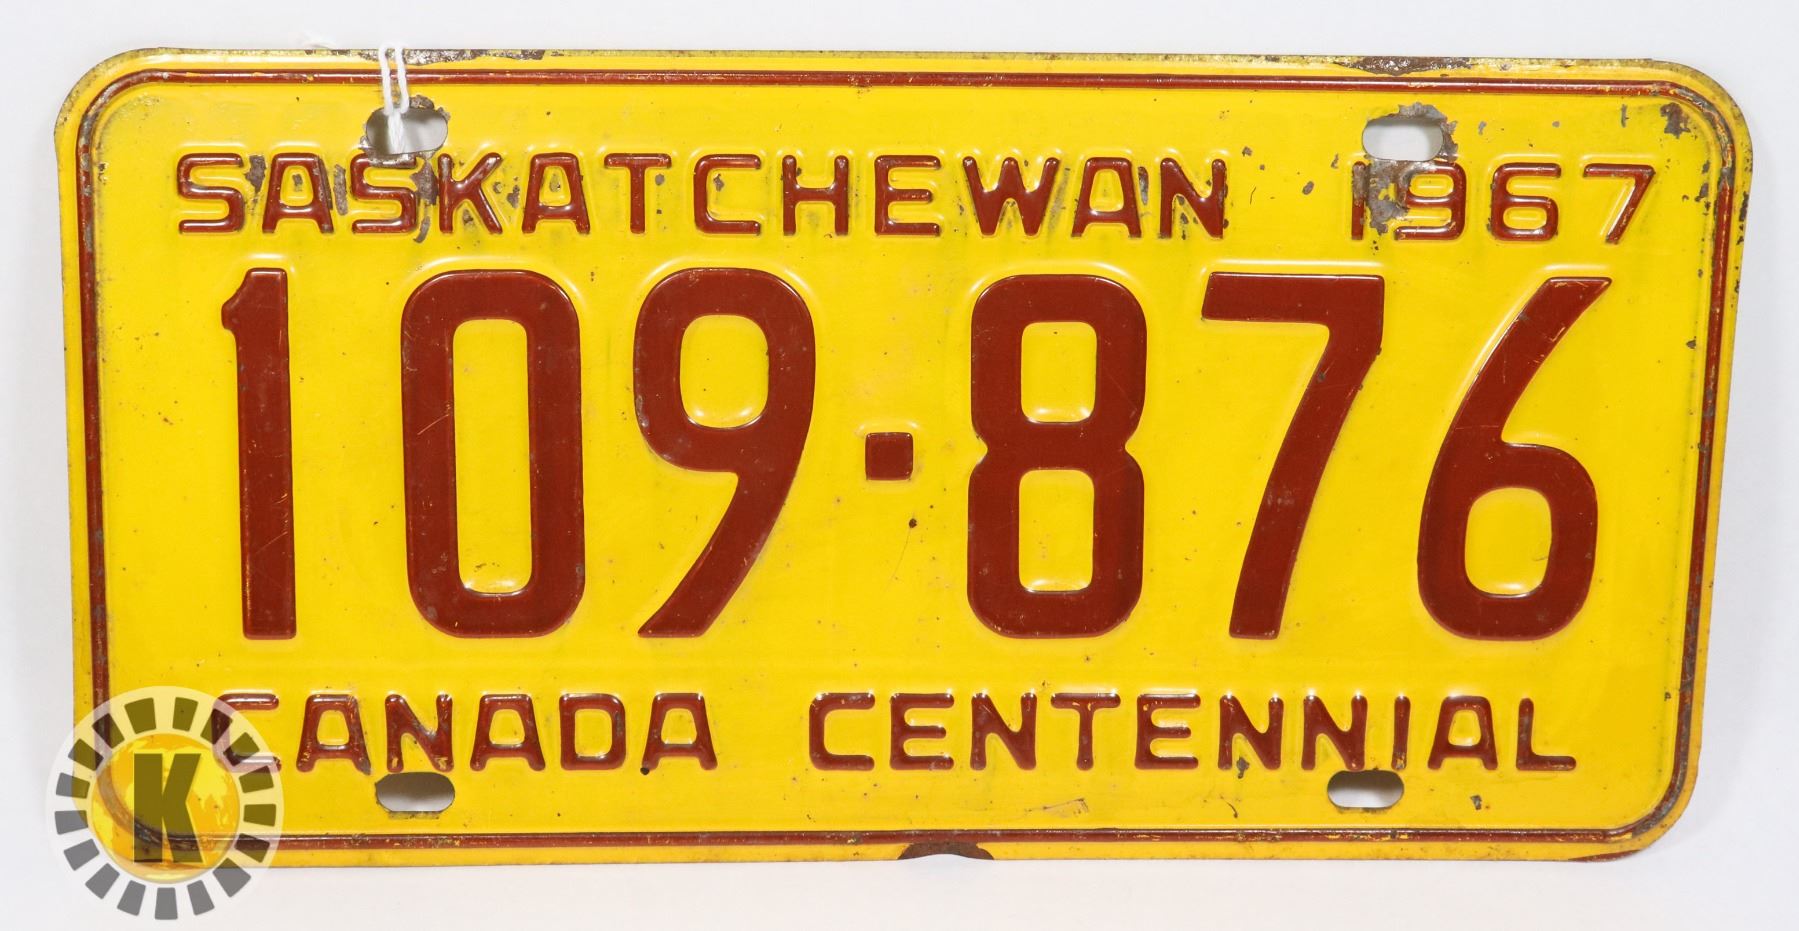 SASKATCHEWAN 1967
109·876
CANADA CENTENNIAL
K